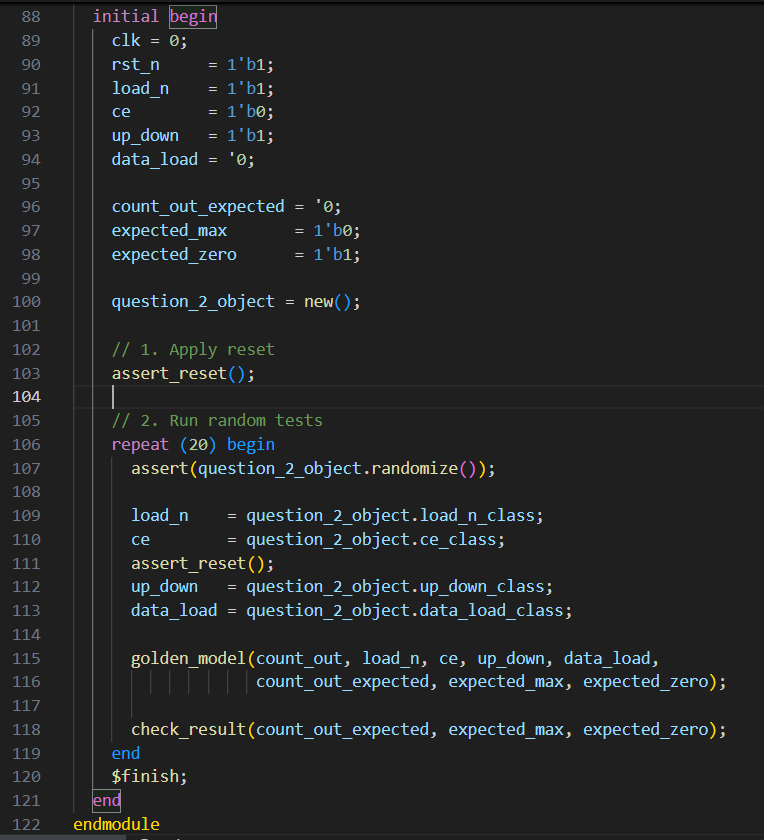 88 initial begin
89 clk = 0;
90 rst_n = 1'b1;
91 load_n = 1'b1;
92 ce = 1'b0;
93 up_down = 1'b1;
94 data_load = '0;
95
96 count_out_expected = '0;
97 expected_max = 1'b0;
98 expected_zero = 1'b1;
99
100 question_2_object = new();
101
102 // 1. Apply reset
103 assert_reset();
104
105 // 2. Run random tests
106 repeat (20) begin
107 assert(question_2_object.randomize());
108
109 load_n = question_2_object.load_n_class;
110 ce = question_2_object.ce_class;
111 assert_reset();
112 up_down = question_2_object.up_down_class;
113 data_load = question_2_object.data_load_class;
114
115 golden_model(count_out, load_n, ce, up_down, data_load,
116 count_out_expected, expected_max, expected_zero);
117
118 check_result(count_out_expected, expected_max, expected_zero);
119 end
120 $finish;
121 end
122 endmodule